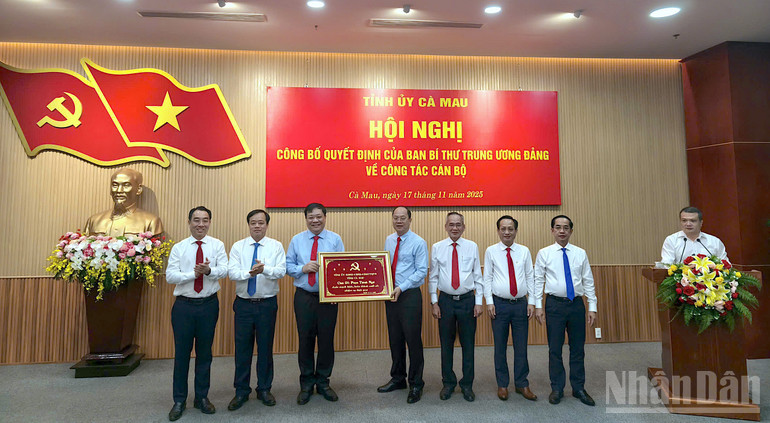 TỈNH ỦY CÀ MAU
HỘI NGHỊ
CÔNG BỐ QUYẾT ĐỊNH CỦA BAN BÍ THƯ TRUNG ƯƠNG ĐẢNG
VỀ CÔNG TÁC CÁN BỘ
Cà Mau, ngày 17 tháng 11 năm 2025
NhânDân